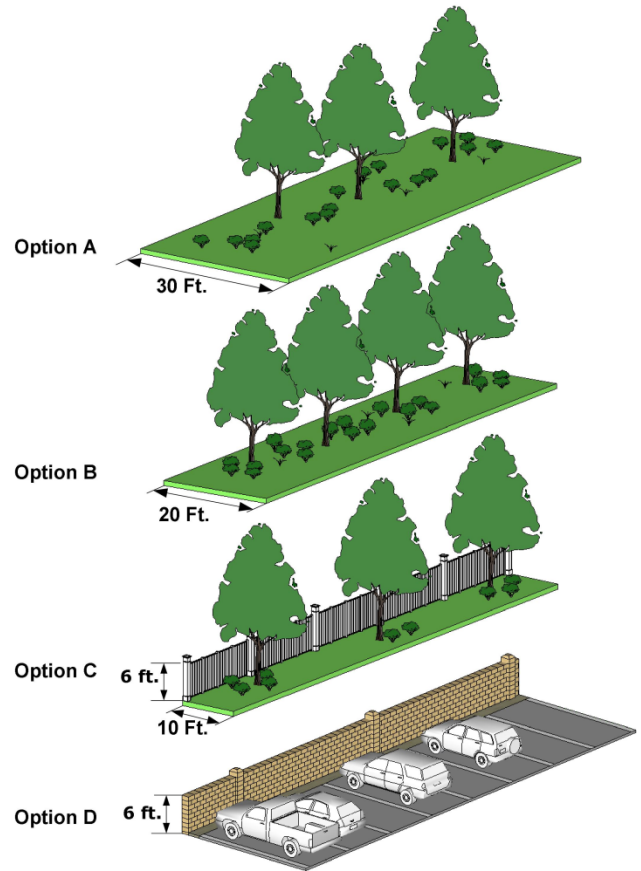 Option A
30 Ft.
Option B
20 Ft.
Option C
6 ft.
10 Ft.
Option D
6 ft.